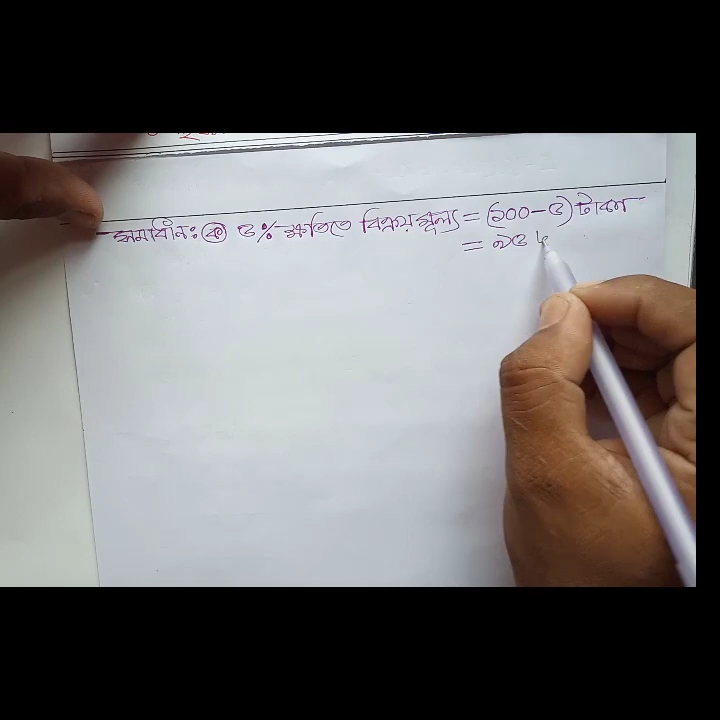 সমাধান: ক ৫% ক্ষতিতে বিক্রয়মূল্য = (১০০-৫) টাকা
= ৯৫